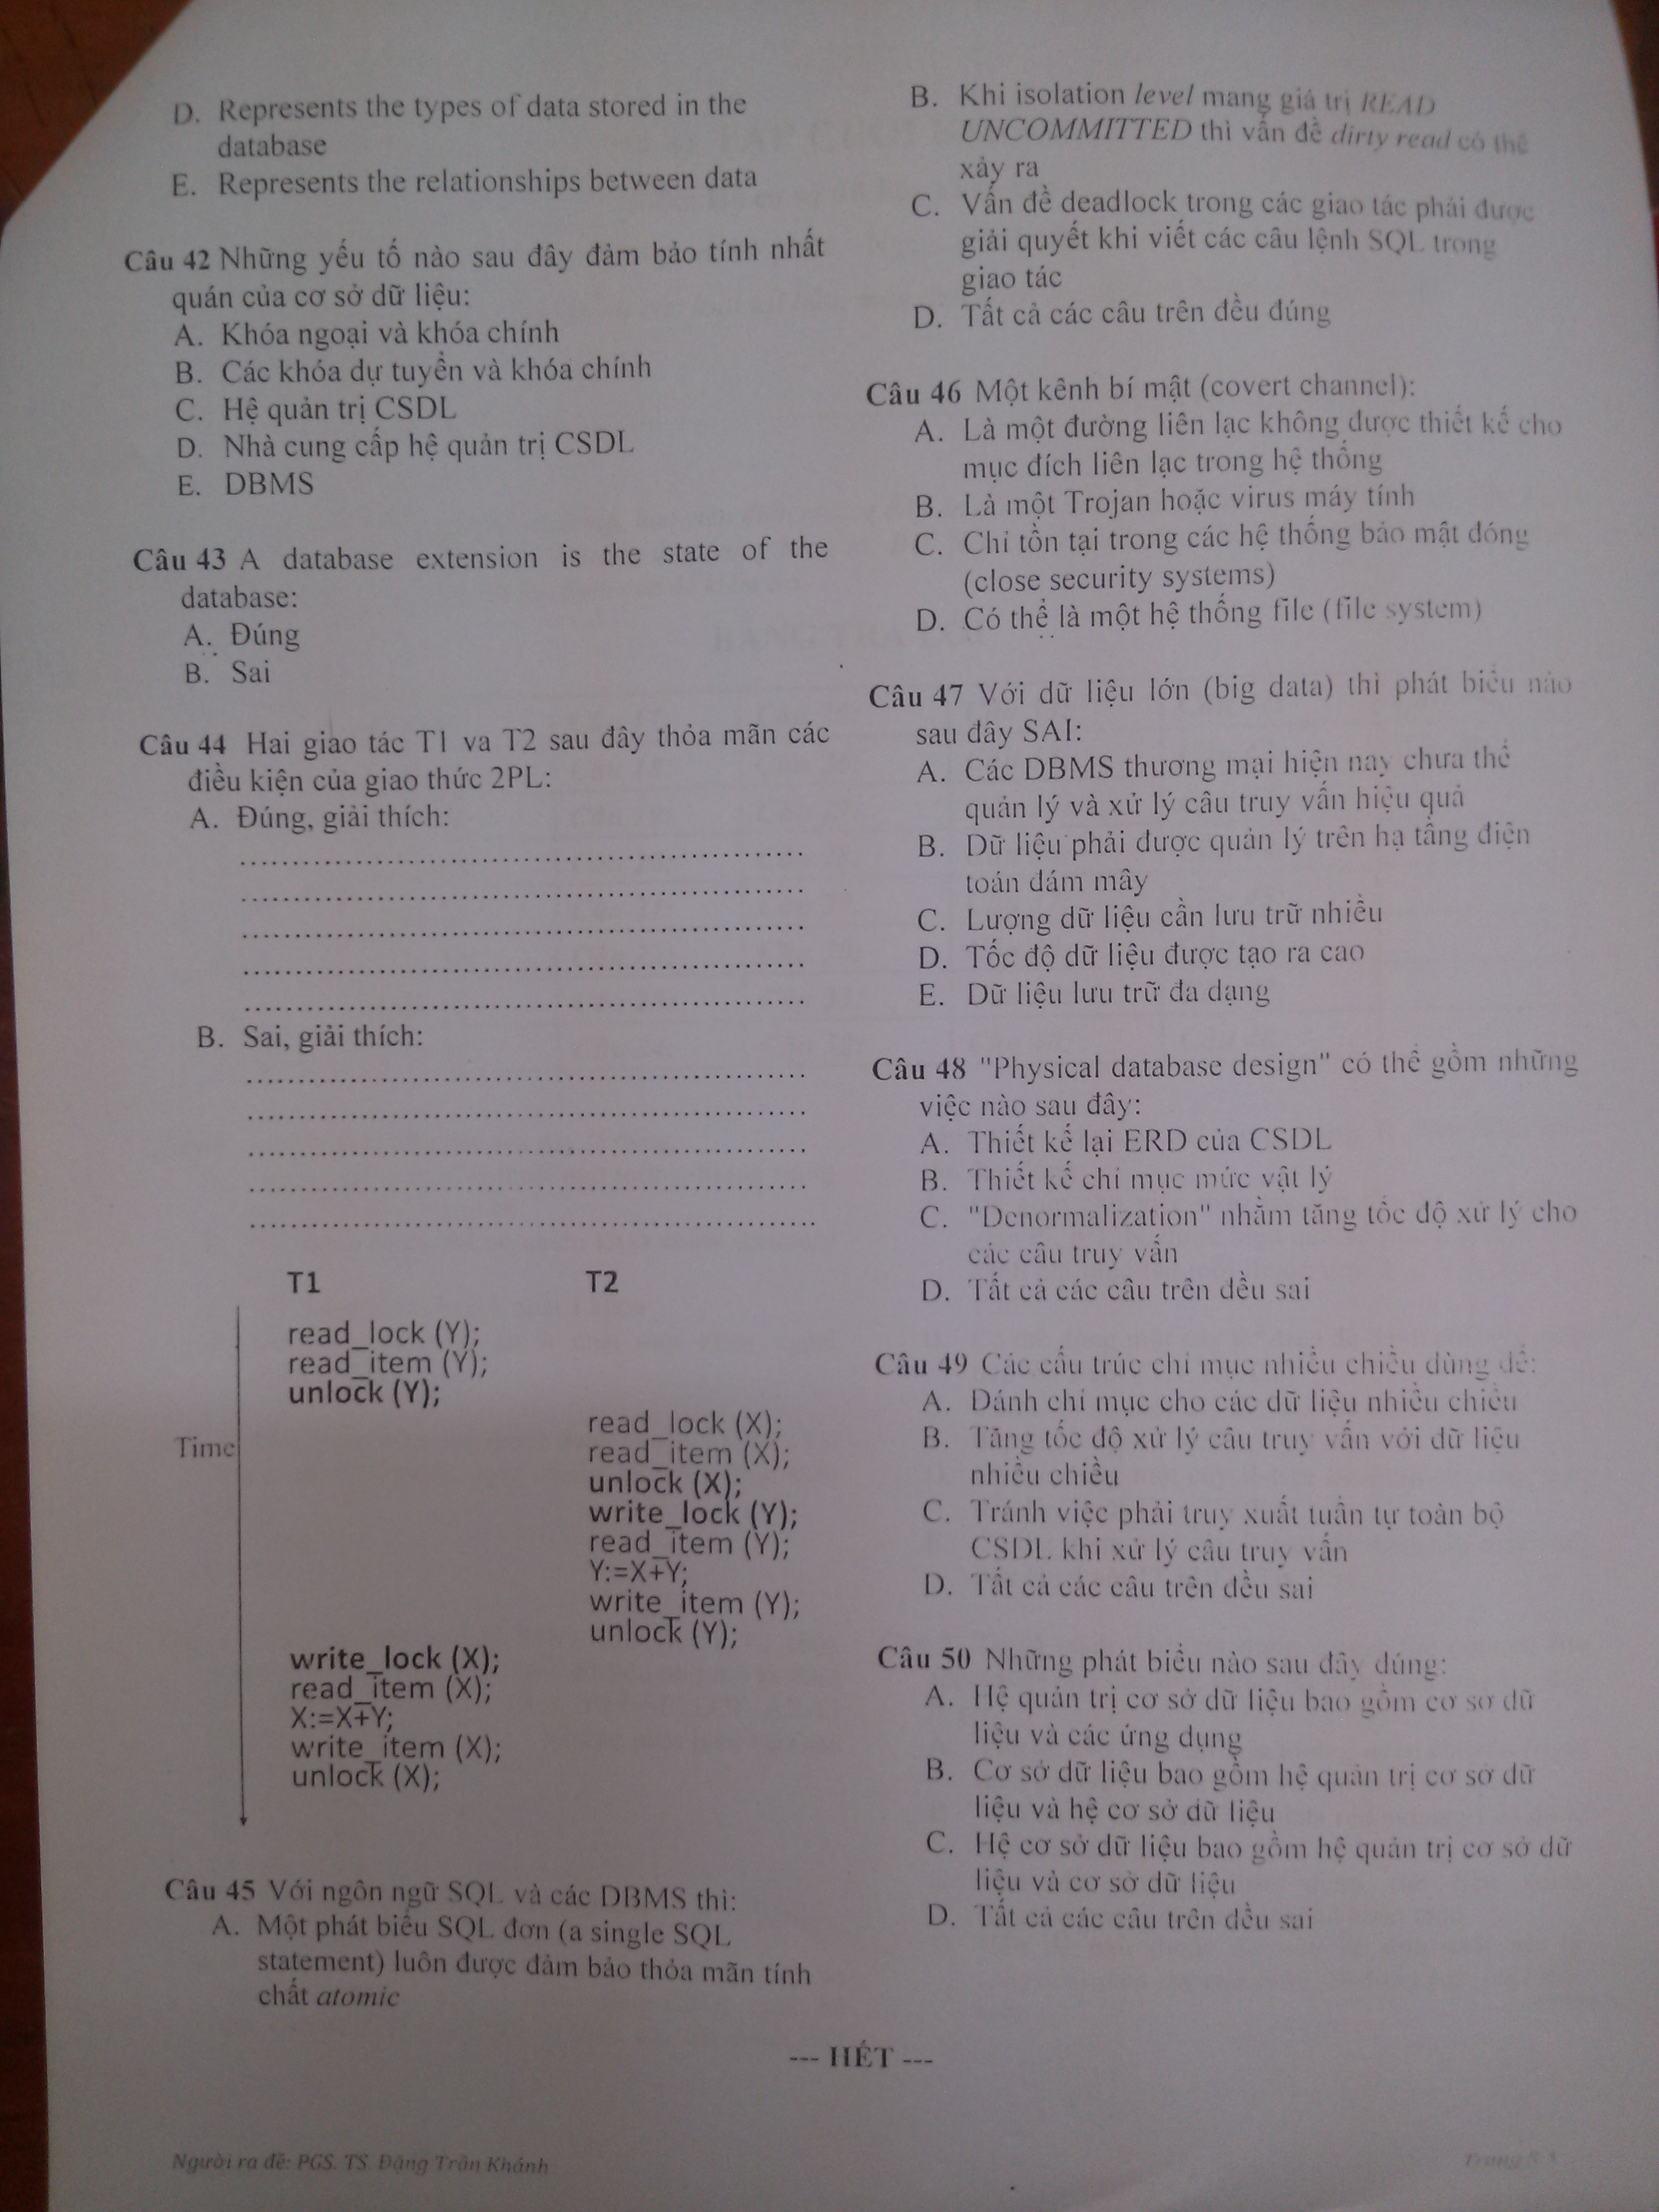 D. Represents the types of data stored in the
database
E. Represents the relationships between data
Câu 42 Những yếu tố nào sau đây đảm bảo tính nhất
quán của cơ sở dữ liệu:
A. Khóa ngoại và khóa chính
B. Các khóa dự tuyển và khóa chính
C. Hệ quản trị CSDL
D. Nhà cung cấp hệ quản trị CSDL
E. DBMS
Câu 43 A database extension is the state of the
database:
A. Đúng
B. Sai
Câu 44 Hai giao tác T1 va T2 sau đây thỏa mãn các
điều kiện của giao thức 2PL:
A. Đúng, giải thích:
B. Sai, giải thích:
T1 T2
read_lock (Y);
read_item (Y);
unlock (Y);
read_lock (X);
Time
read_item (X);
unlock (X);
write_lock (Y);
read_item (Y);
Y:=X+Y;
write_item (Y);
unlock (Y);
write_lock (X);
read_item (X);
X:=X+Y;
write_item (X);
unlock (X);
Câu 45 Với ngôn ngữ SQL và các DBMS thì:
A. Một phát biểu SQL đơn (a single SQL
statement) luôn được đảm bảo thỏa mãn tính
chất atomic
B. Khi isolation level mang giá trị READ
UNCOMMITTED thì vấn đề dirty read có thể
xảy ra
C. Vấn đề deadlock trong các giao tác phải được
giải quyết khi viết các câu lệnh SQL trong
giao tác
D. Tất cả các câu trên đều đúng
Câu 46 Một kênh bí mật (covert channel):
A. Là một đường liên lạc không được thiết kế cho
mục đích liên lạc trong hệ thống
B. Là một Trojan hoặc virus máy tính
C. Chỉ tồn tại trong các hệ thống bảo mật đóng
(close security systems)
D. Có thể là một hệ thống file (file system)
Câu 47 Với dữ liệu lớn (big data) thì phát biểu nào
sau đây SAI:
A. Các DBMS thương mại hiện nay chưa thể
quản lý và xử lý câu truy vấn hiệu quả
B. Dữ liệu phải được quản lý trên hạ tầng điện
toán đám mây
C. Lượng dữ liệu cần lưu trữ nhiều
D. Tốc độ dữ liệu được tạo ra cao
E. Dữ liệu lưu trữ đa dạng
Câu 48 "Physical database design" có thể gồm những
việc nào sau đây:
A. Thiết kế lại ERD của CSDL
B. Thiết kế chỉ mục mức vật lý
C. "Denormalization" nhằm tăng tốc độ xử lý cho
các câu truy vấn
D. Tất cả các câu trên đều sai
Câu 49 Các cấu trúc chỉ mục nhiều chiều dùng để:
A. Đánh chỉ mục cho các dữ liệu nhiều chiều
B. Tăng tốc độ xử lý câu truy vấn với dữ liệu
nhiều chiều
C. Tránh việc phải truy xuất tuần tự toàn bộ
CSDL khi xử lý câu truy vấn
D. Tất cả các câu trên đều sai
Câu 50 Những phát biểu nào sau đây đúng:
A. Hệ quản trị cơ sở dữ liệu bao gồm cơ sơ dữ
liệu và các ứng dụng
B. Cơ sở dữ liệu bao gồm hệ quản trị cơ sơ dữ
liệu và hệ cơ sở dữ liệu
C. Hệ cơ sở dữ liệu bao gồm hệ quản trị cơ sở dữ
liệu và cơ sở dữ liệu
D. Tất cả các câu trên đều sai
--- HẾT ---
Người ra đề: PGS. TS. Đặng Trần Khánh
Trang